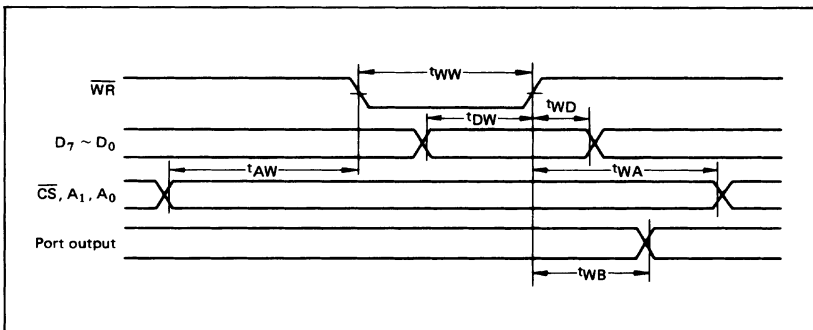 tWW
WR
tDW
tWD
D7 ~ D0
tAW
tWA
CS, A1, A0
Port output
tWB